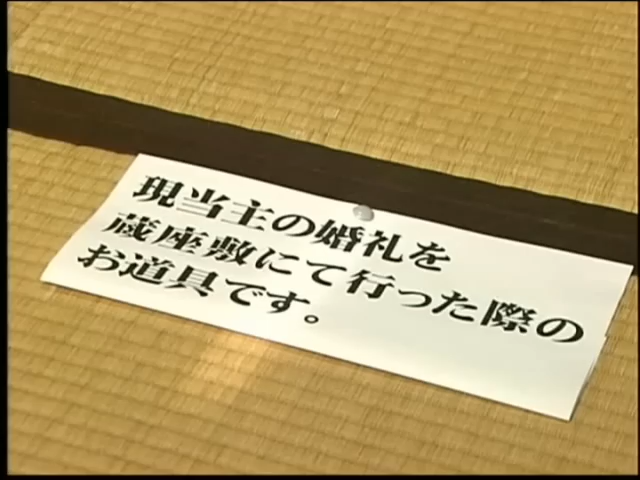 現当主の婚礼を
蔵座敷にて行った際の
お道具です。